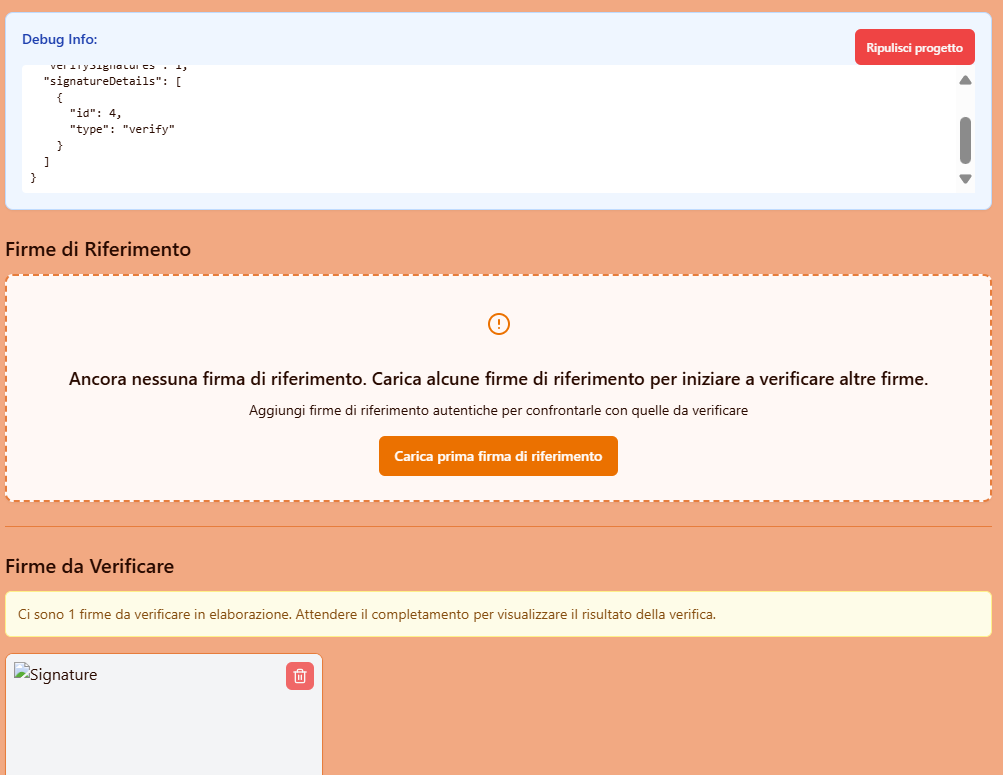 Debug Info:
Ripulisci progetto
"verifySignatures": 1,
"signatureDetails": [
{
"id": 4,
"type": "verify"
}
]
}
Firme di Riferimento
Ancora nessuna firma di riferimento. Carica alcune firme di riferimento per iniziare a verificare altre firme.
Aggiungi firme di riferimento autentiche per confrontarle con quelle da verificare
Carica prima firma di riferimento
Firme da Verificare
Ci sono 1 firme da verificare in elaborazione. Attendere il completamento per visualizzare il risultato della verifica.
Signature